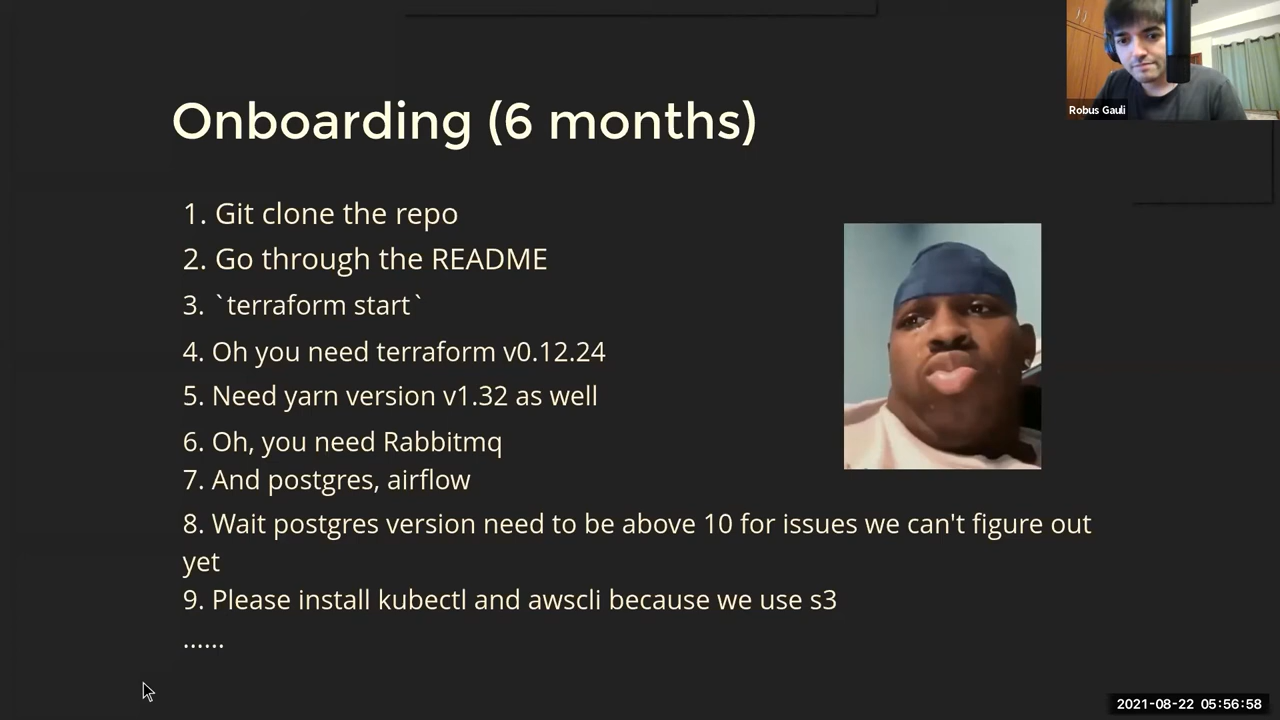 Robus Gauli
Onboarding (6 months)
1. Git clone the repo
2. Go through the README
3. `terraform start`
4. Oh you need terraform v0.12.24
5. Need yarn version v1.32 as well
6. Oh, you need Rabbitmq
7. And postgres, airflow
8. Wait postgres version need to be above 10 for issues we can't figure out
yet
9. Please install kubectl and awscli because we use s3
......
2021-08-22 05:56:58